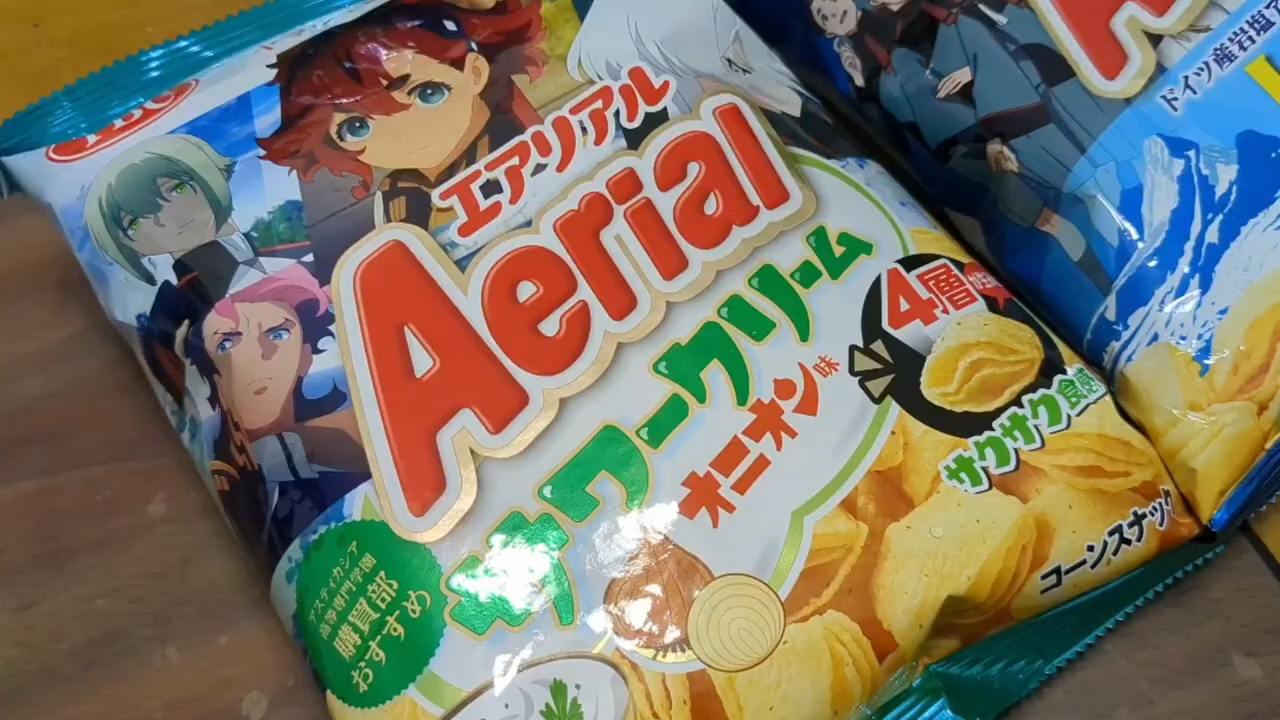 エアリアル
Aerial
サワークリーム
オニオン味
4層
サクサク食感
コーンスナック
アスティカシア
高等専門学園
購買部
おすすめ
ドイツ産岩塩